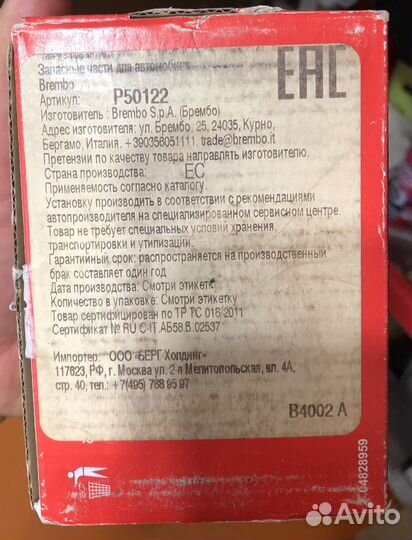 Запасные части для автомобиля
Brembo
Артикул: P50122
EAC
Изготовитель: Brembo S.p.A. (Брембо)
Адрес изготовителя: ул. Брембо, 25, 24035, Курно,
Бергамо, Италия. +390356051111, trade@brembo.it
Претензии по качеству товара направлять изготовителю.
Страна производства: EC
Применяемость согласно каталогу.
Установку производить в соответствии с рекомендациями
автопроизводителя на специализированном сервисном центре.
Товар не требует специальных условий хранения,
транспортировки и утилизации.
Гарантийный срок: распространяется на производственный
брак составляет один год
Дата производства: Смотри этикетк
Количество в упаковке: Смотри этикетку
Товар сертифицирован по ТР ТС 018/2011
Сертификат № RU C-IT.АБ58.В.02537
Импортер: ООО «БЕРГ Холдинг"
117623, РФ, г. Москва ул. 2-я Мелитопольская, вл. 4А,
стр. 40, тел.: +7(495) 788 95 97
B4002 A
04828959
Avito